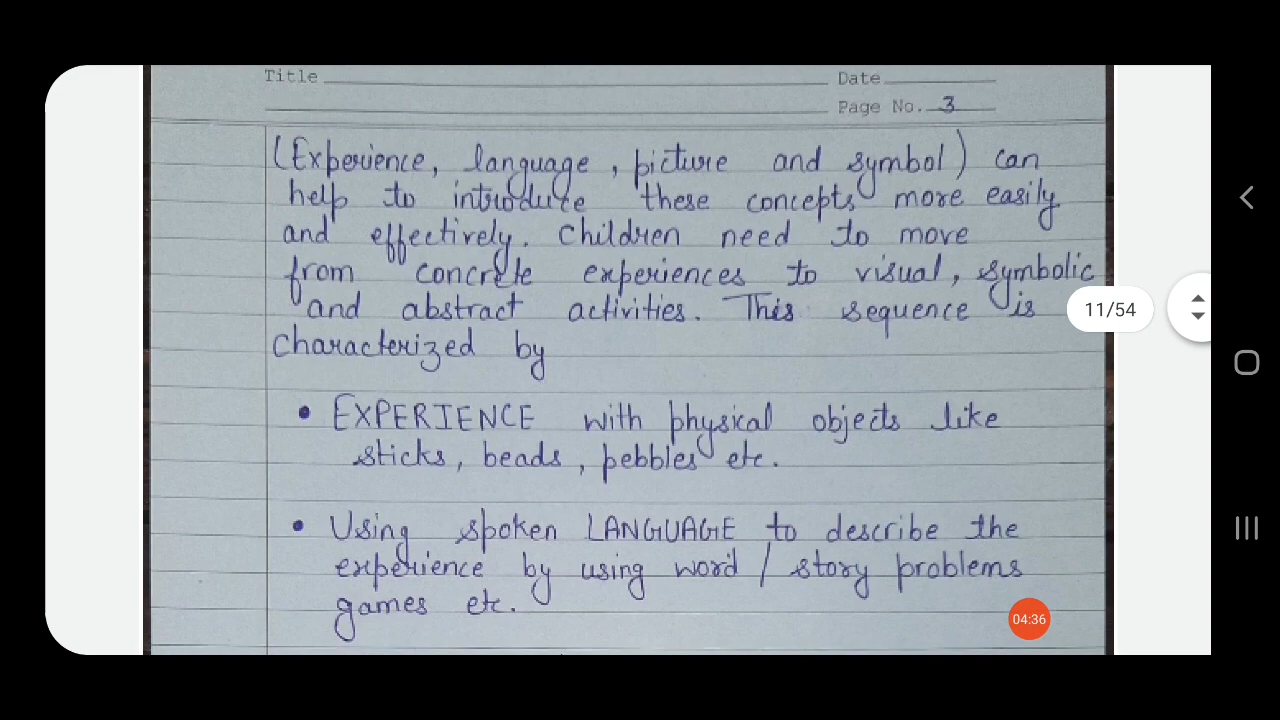 Title
Date
Page No. 3
(Experience, language, picture and symbol) can
help to introduce these concepts more easily
and effectively. Children need to move
from concrete experiences to visual, symbolic
and abstract activities. This sequence is
characterized by
11/54
• EXPERIENCE with physical objects like
sticks, beads, pebbles etc.
• Using spoken LANGUAGE to describe the
experience by using word / story problems
games etc.
04:36